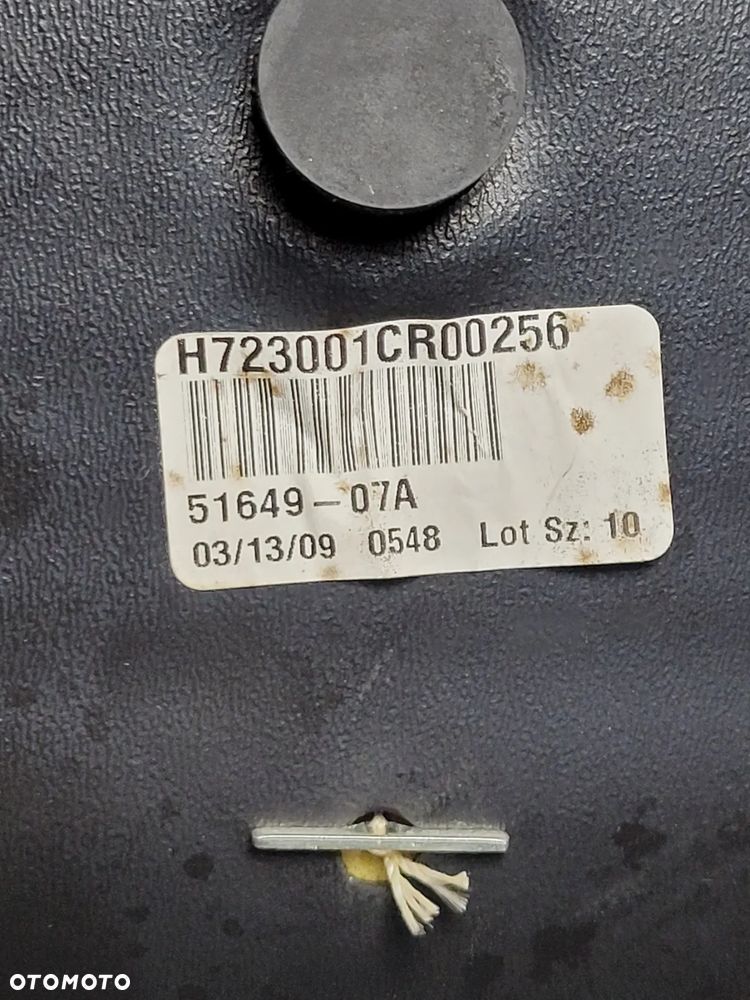 H723001CR00256
51649-07A
03/13/09 0548 Lot Sz: 10
OTOMOTO